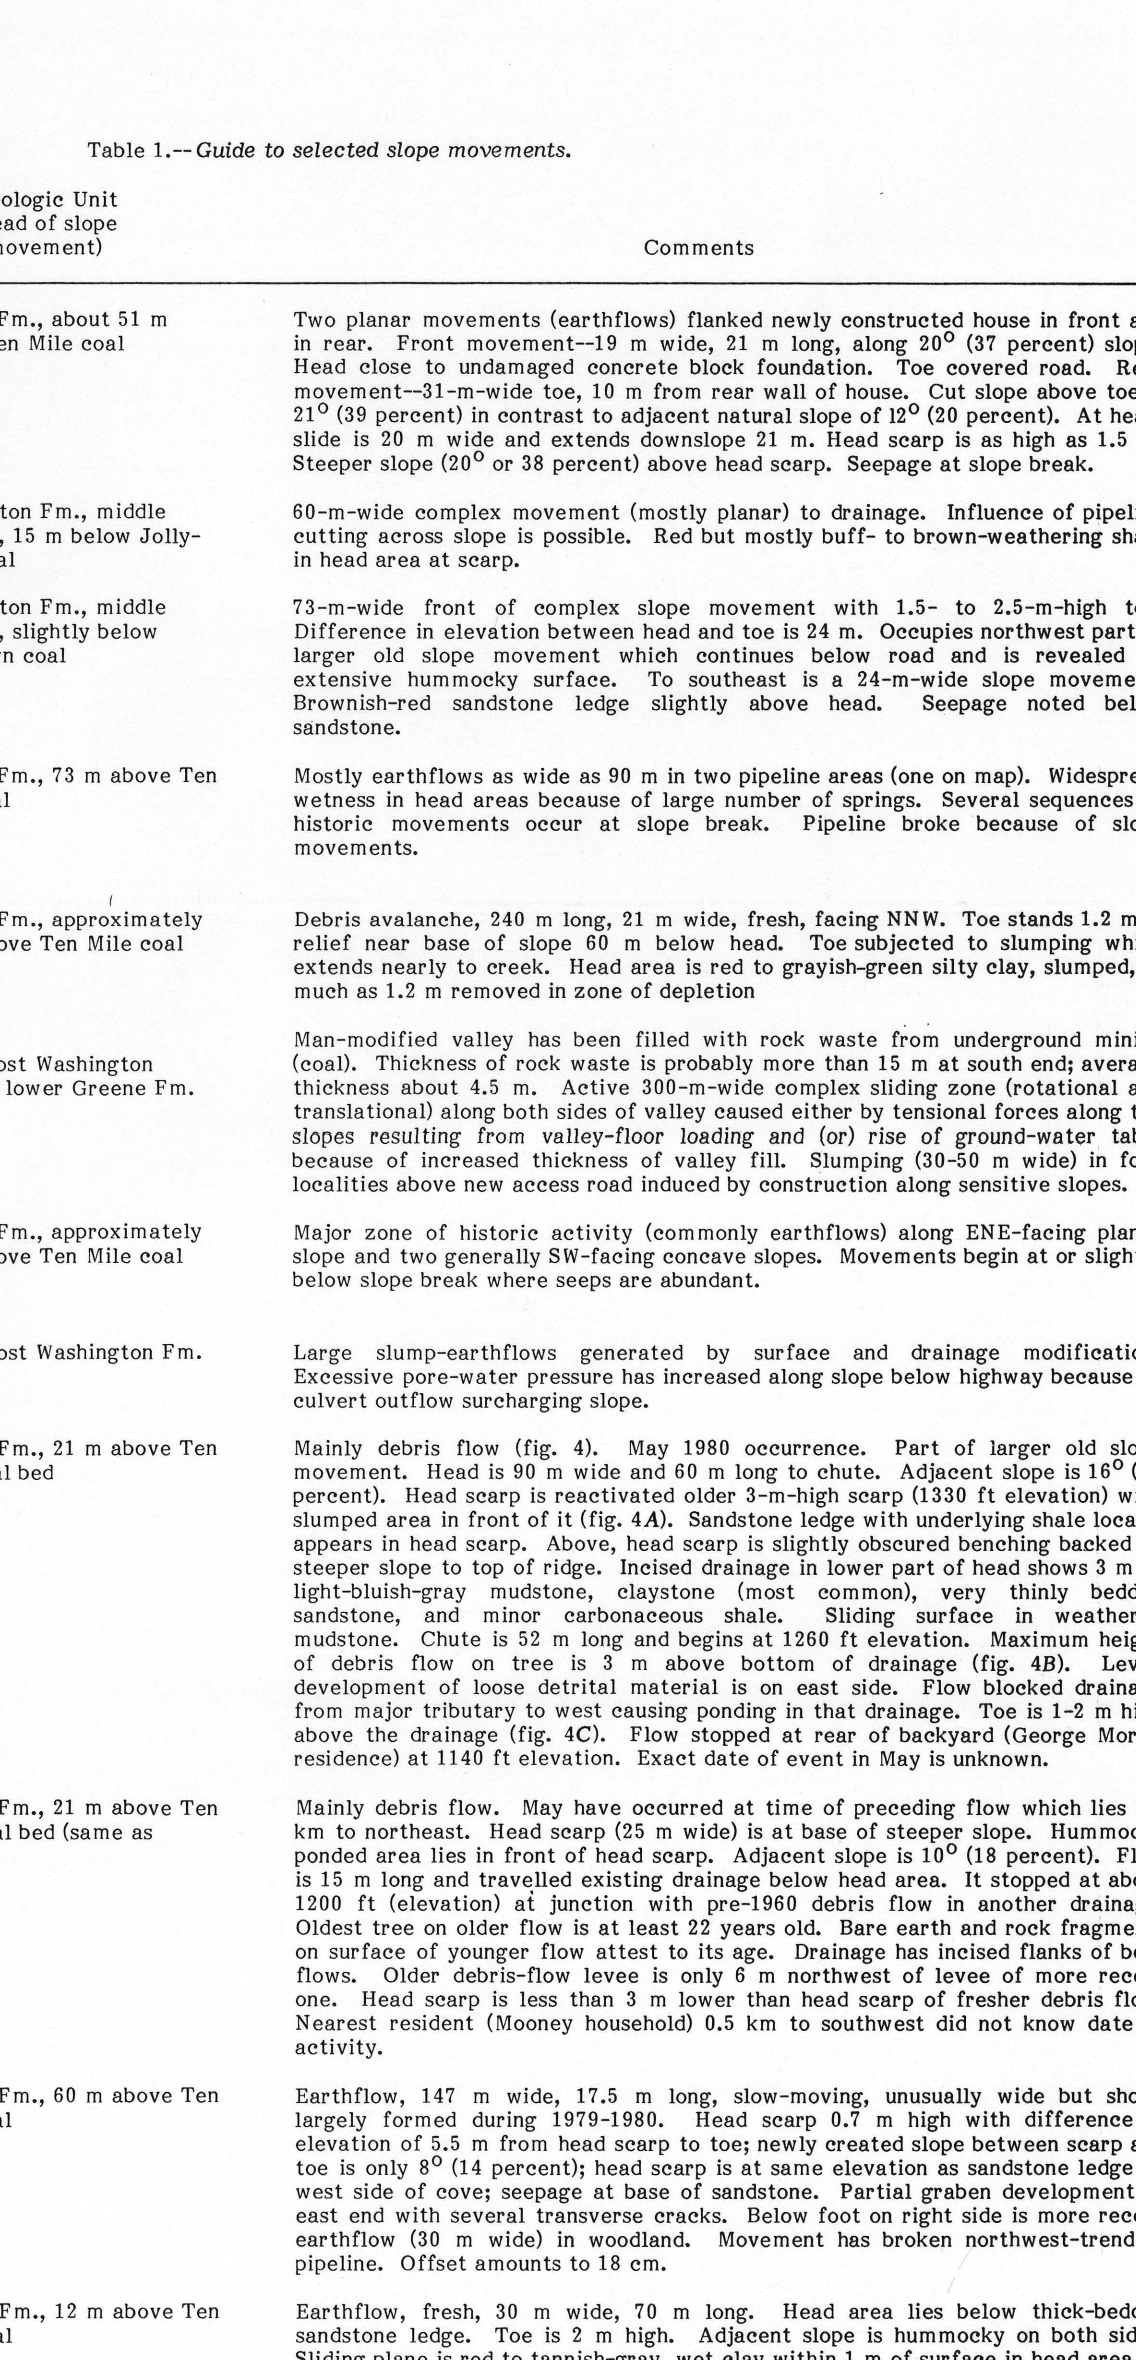 Table 1.--Guide to selected slope movements.
ologic Unit
ead of slope
movement)
Comments
Fm., about 51 m
en Mile coal
Two planar movements (earthflows) flanked newly constructed house in front
in rear. Front movement--19 m wide, 21 m long, along 20° (37 percent) slop
Head close to undamaged concrete block foundation. Toe covered road. Re
movement--31-m-wide toe, 10 m from rear wall of house. Cut slope above toe
21° (39 percent) in contrast to adjacent natural slope of 12° (20 percent). At hea
slide is 20 m wide and extends downslope 21 m. Head scarp is as high as 1.5
Steeper slope (20° or 38 percent) above head scarp. Seepage at slope break.
ton Fm., middle
, 15 m below Jolly-
al
60-m-wide complex movement (mostly planar) to drainage. Influence of pipeli
cutting across slope is possible. Red but mostly buff- to brown-weathering sha
in head area at scarp.
ton Fm., middle
, slightly below
n coal
73-m-wide front of complex slope movement with 1.5- to 2.5-m-high t
Difference in elevation between head and toe is 24 m. Occupies northwest part
larger old slope movement which continues below road and is revealed
extensive hummocky surface. To southeast is a 24-m-wide slope moveme
Brownish-red sandstone ledge slightly above head. Seepage noted bel
sandstone.
Fm., 73 m above Ten
l
Mostly earthflows as wide as 90 m in two pipeline areas (one on map). Widespre
wetness in head areas because of large number of springs. Several sequences
historic movements occur at slope break. Pipeline broke because of slo
movements.
Fm., approximately
ove Ten Mile coal
Debris avalanche, 240 m long, 21 m wide, fresh, facing NNW. Toe stands 1.2 m
relief near base of slope 60 m below head. Toe subjected to slumping whi
extends nearly to creek. Head area is red to grayish-green silty clay, slumped,
much as 1.2 m removed in zone of depletion
ost Washington
lower Greene Fm.
Man-modified valley has been filled with rock waste from underground mini
(coal). Thickness of rock waste is probably more than 15 m at south end; avera
thickness about 4.5 m. Active 300-m-wide complex sliding zone (rotational a
translational) along both sides of valley caused either by tensional forces along t
slopes resulting from valley-floor loading and (or) rise of ground-water tab
because of increased thickness of valley fill. Slumping (30-50 m wide) in fo
localities above new access road induced by construction along sensitive slopes.
Fm., approximately
ove Ten Mile coal
Major zone of historic activity (commonly earthflows) along ENE-facing plan
slope and two generally SW-facing concave slopes. Movements begin at or sligh
below slope break where seeps are abundant.
ost Washington Fm.
Large slump-earthflows generated by surface and drainage modificatio
Excessive pore-water pressure has increased along slope below highway because
culvert outflow surcharging slope.
Fm., 21 m above Ten
l bed
Mainly debris flow (fig. 4). May 1980 occurrence. Part of larger old slo
movement. Head is 90 m wide and 60 m long to chute. Adjacent slope is 16° (
percent). Head scarp is reactivated older 3-m-high scarp (1330 ft elevation) wi
slumped area in front of it (fig. 4A). Sandstone ledge with underlying shale loca
appears in head scarp. Above, head scarp is slightly obscured benching backed
steeper slope to top of ridge. Incised drainage in lower part of head shows 3 m
light-bluish-gray mudstone, claystone (most common), very thinly bedd
sandstone, and minor carbonaceous shale. Sliding surface in weather
mudstone. Chute is 52 m long and begins at 1260 ft elevation. Maximum heig
of debris flow on tree is 3 m above bottom of drainage (fig. 4B). Lev
development of loose detrital material is on east side. Flow blocked draina
from major tributary to west causing ponding in that drainage. Toe is 1-2 m hi
above the drainage (fig. 4C). Flow stopped at rear of backyard (George Mor
residence) at 1140 ft elevation. Exact date of event in May is unknown.
Fm., 21 m above Ten
l bed (same as
Mainly debris flow. May have occurred at time of preceding flow which lies
km to northeast. Head scarp (25 m wide) is at base of steeper slope. Hummoc
ponded area lies in front of head scarp. Adjacent slope is 10° (18 percent). Fl
is 15 m long and travelled existing drainage below head area. It stopped at abo
1200 ft (elevation) at junction with pre-1960 debris flow in another draina
Oldest tree on older flow is at least 22 years old. Bare earth and rock fragme
on surface of younger flow attest to its age. Drainage has incised flanks of bo
flows. Older debris-flow levee is only 6 m northwest of levee of more rece
one. Head scarp is less than 3 m lower than head scarp of fresher debris flo
Nearest resident (Mooney household) 0.5 km to southwest did not know date
activity.
Fm., 60 m above Ten
l
Earthflow, 147 m wide, 17.5 m long, slow-moving, unusually wide but sho
largely formed during 1979-1980. Head scarp 0.7 m high with difference
elevation of 5.5 m from head scarp to toe; newly created slope between scarp a
toe is only 8° (14 percent); head scarp is at same elevation as sandstone ledge
west side of cove; seepage at base of sandstone. Partial graben development
east end with several transverse cracks. Below foot on right side is more rece
earthflow (30 m wide) in woodland. Movement has broken northwest-trend
pipeline. Offset amounts to 18 cm.
Fm., 12 m above Ten
l
Earthflow, fresh, 30 m wide, 70 m long. Head area lies below thick-bedd
sandstone ledge. Toe is 2 m high. Adjacent slope is hummocky on both sid
Sliding plane is red to tannish-gray, wet clay within 1 m of surface in head area